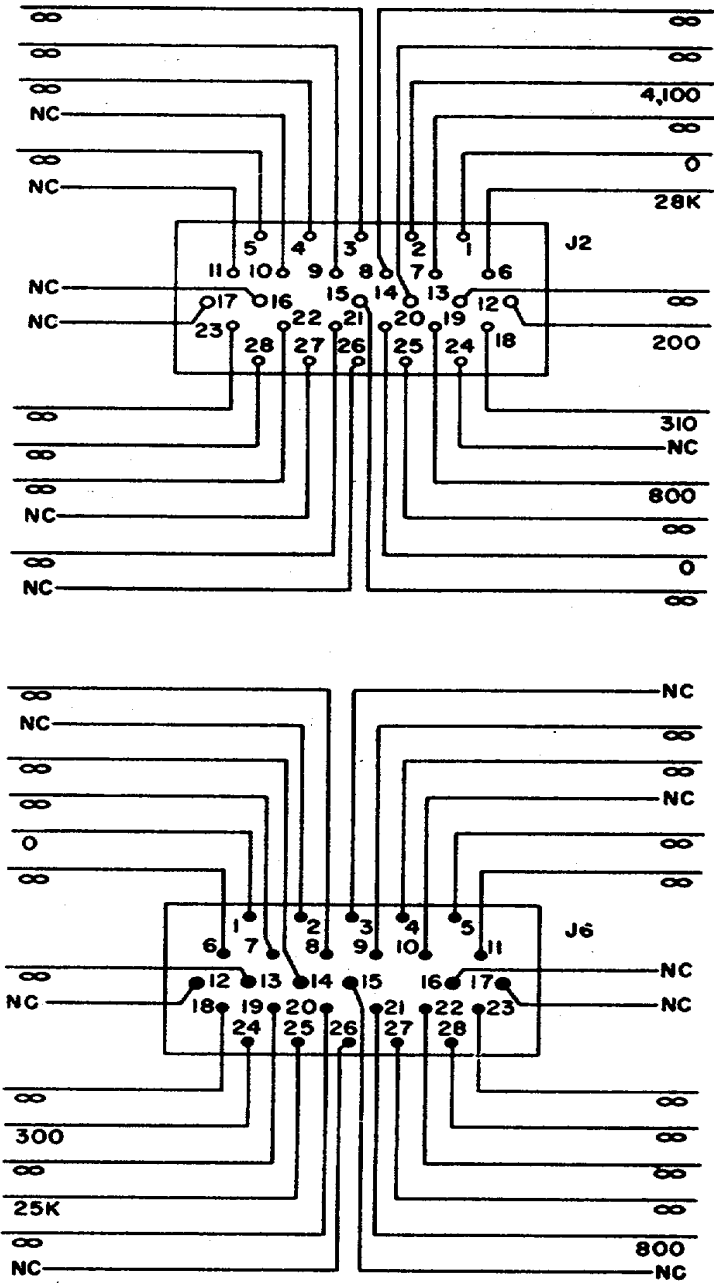 ∞ ∞
∞ ∞
∞ 4,100
NC ∞
∞ 0
NC 28K
J2
5 4 3 2 1
11 10 9 8 7 6
NC 17 16 15 14 13 12 ∞
NC 200
23 22 21 20 19 18
28 27 26 25 24
∞ 310
∞ NC
∞ 800
NC ∞
∞ 0
NC ∞
∞ NC
NC ∞
∞ ∞
∞ NC
0 ∞
∞ ∞
J6
1 2 3 4 5
6 7 8 9 10 11
∞ 12 13 14 15 16 17 NC
NC NC
18 19 20 21 22 23
24 25 26 27 28
∞ ∞
300 ∞
∞ ∞
25K ∞
∞ 800
NC NC